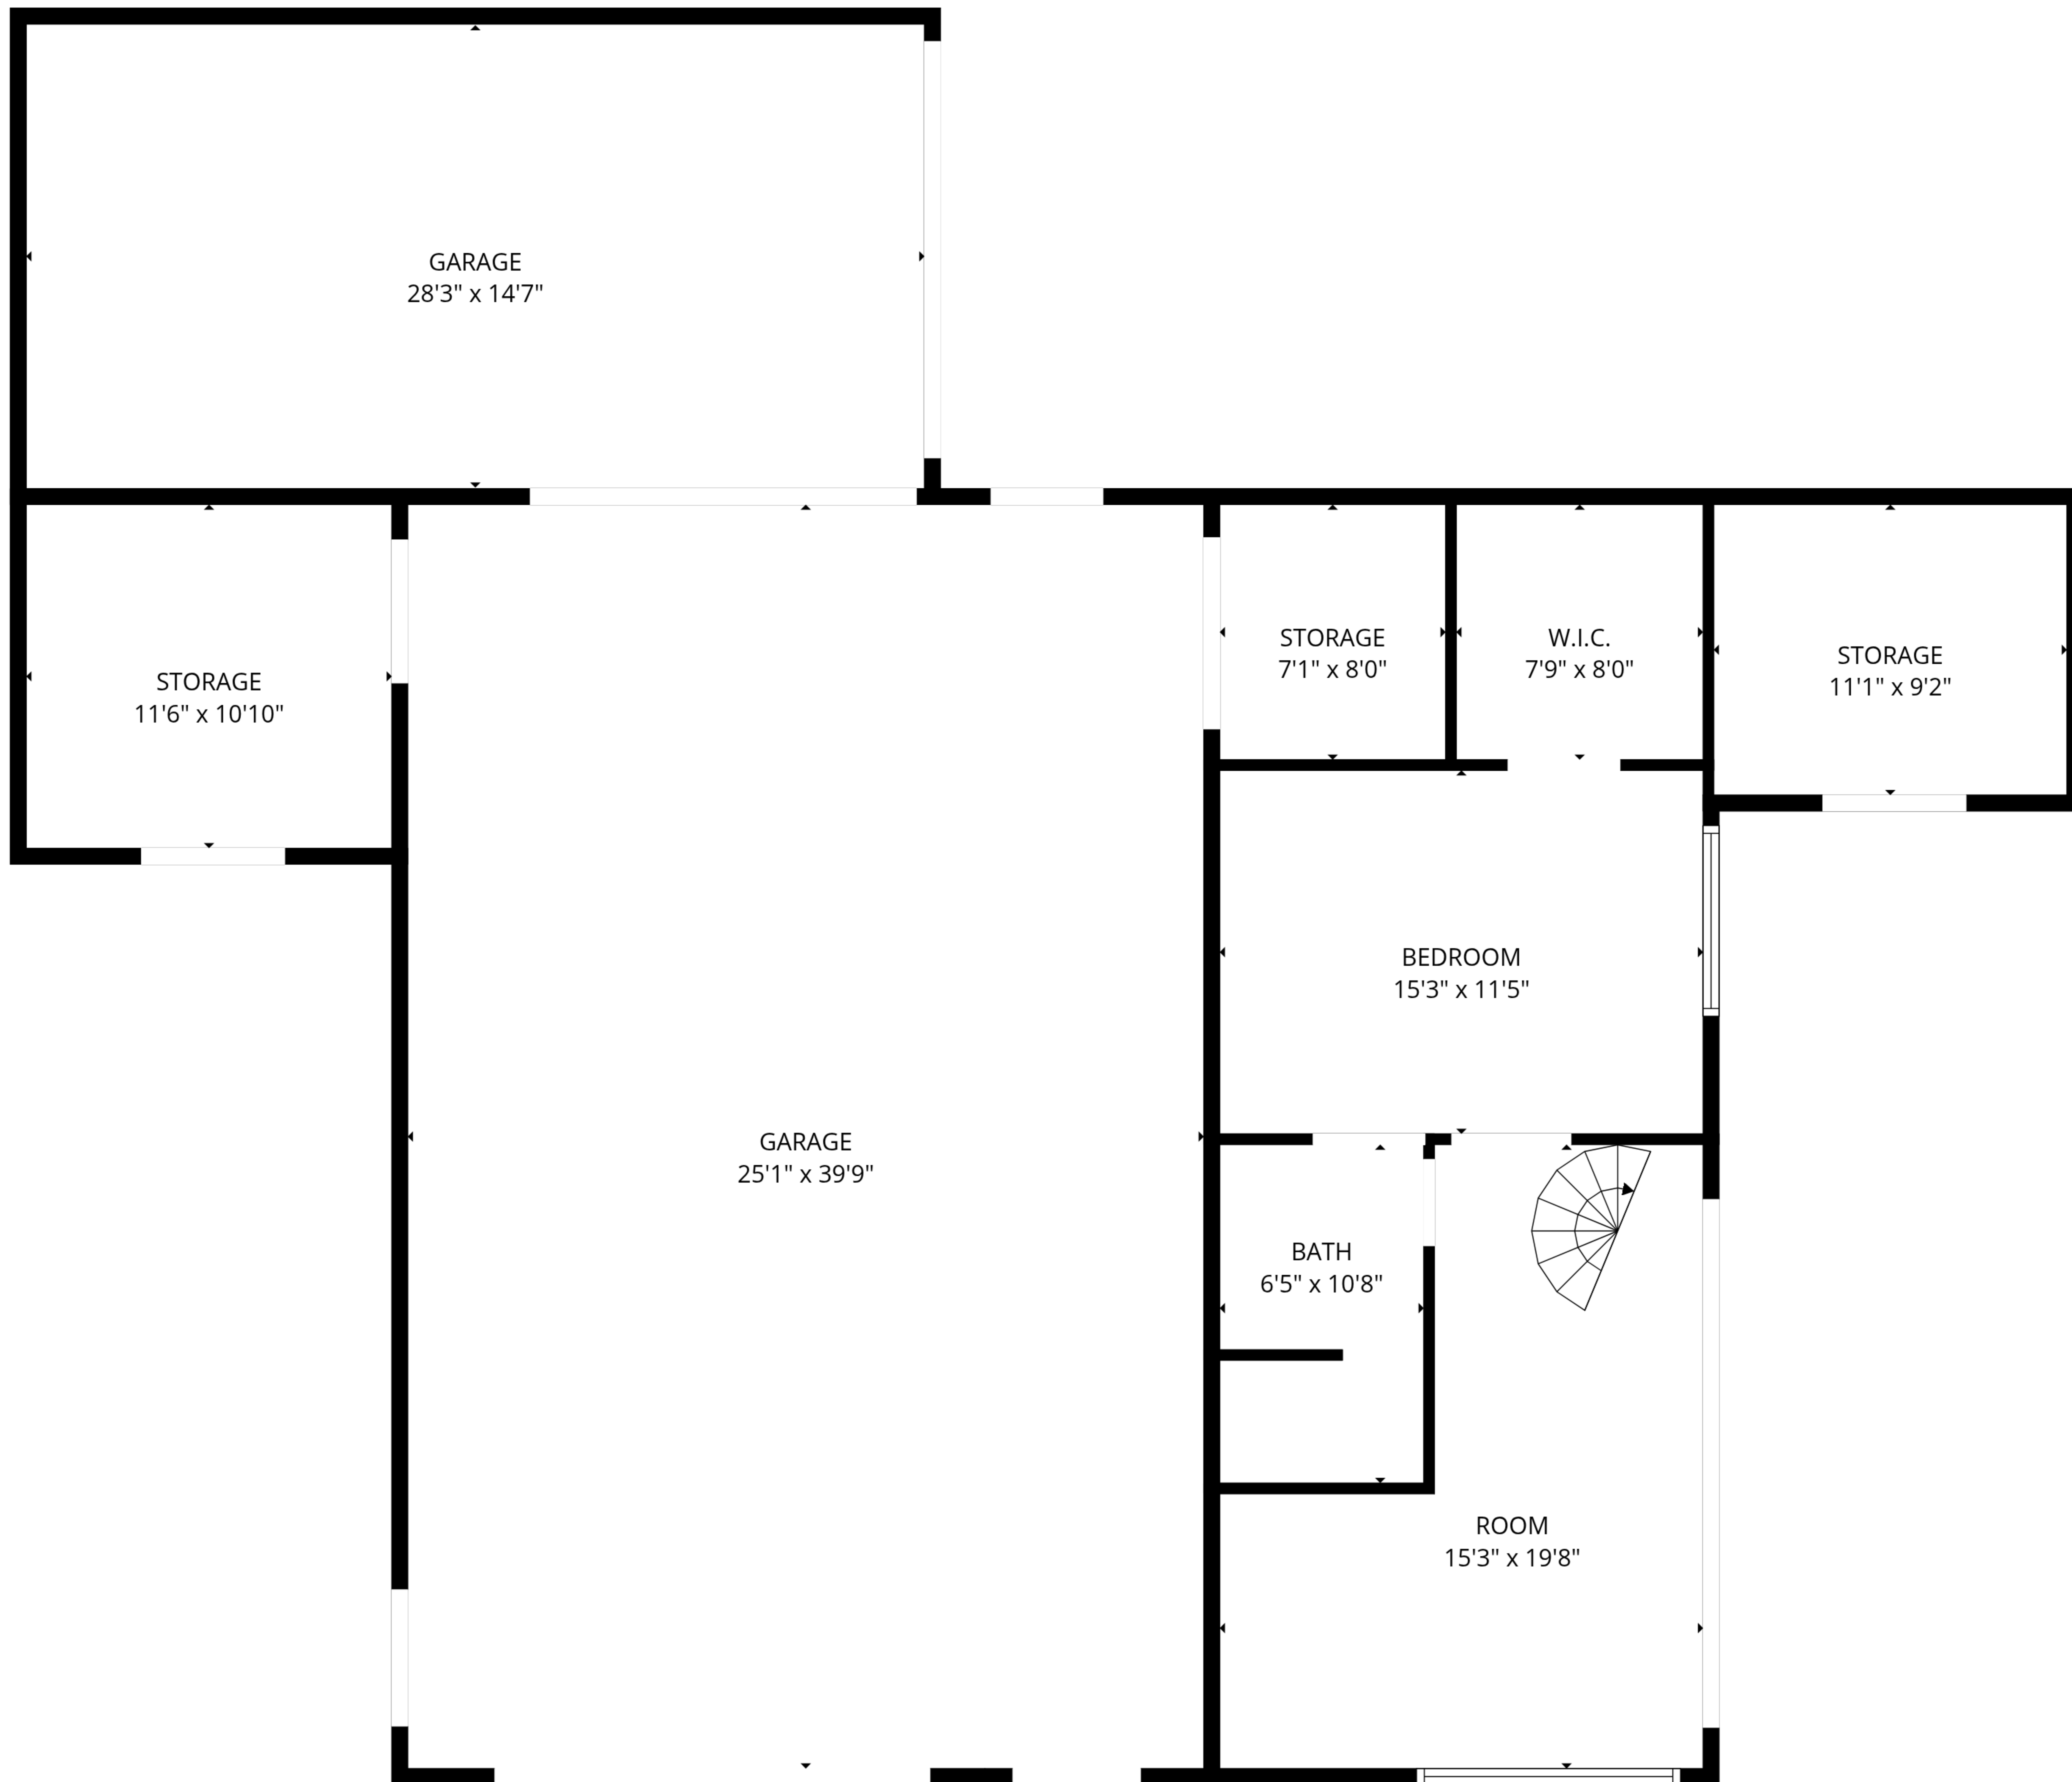 GARAGE
28'3" x 14'7"
STORAGE
11'6" x 10'10"
STORAGE
7'1" x 8'0"
W.I.C.
7'9" x 8'0"
STORAGE
11'1" x 9'2"
BEDROOM
15'3" x 11'5"
GARAGE
25'1" x 39'9"
BATH
6'5" x 10'8"
ROOM
15'3" x 19'8"